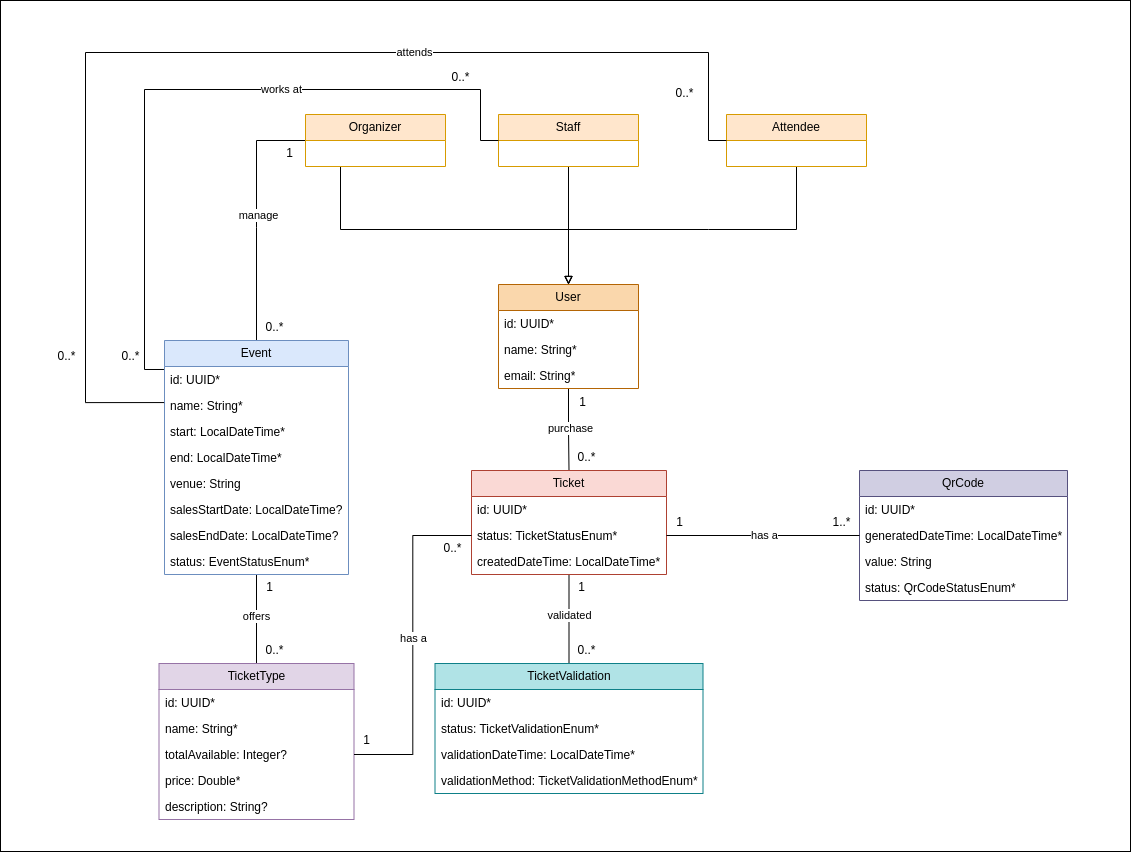 attends
0..*
works at
0..*
Organizer
Staff
Attendee
1
manage
User
id: UUID*
name: String*
email: String*
0..*
0..*
0..*
Event
id: UUID*
name: String*
start: LocalDateTime*
end: LocalDateTime*
venue: String
salesStartDate: LocalDateTime?
salesEndDate: LocalDateTime?
status: EventStatusEnum*
1
purchase
0..*
Ticket
id: UUID*
status: TicketStatusEnum*
createdDateTime: LocalDateTime*
1
has a
1..*
QrCode
id: UUID*
generatedDateTime: LocalDateTime*
value: String
status: QrCodeStatusEnum*
0..*
has a
1
1
offers
0..*
TicketType
id: UUID*
name: String*
totalAvailable: Integer?
price: Double*
description: String?
1
validated
0..*
TicketValidation
id: UUID*
status: TicketValidationEnum*
validationDateTime: LocalDateTime*
validationMethod: TicketValidationMethodEnum*